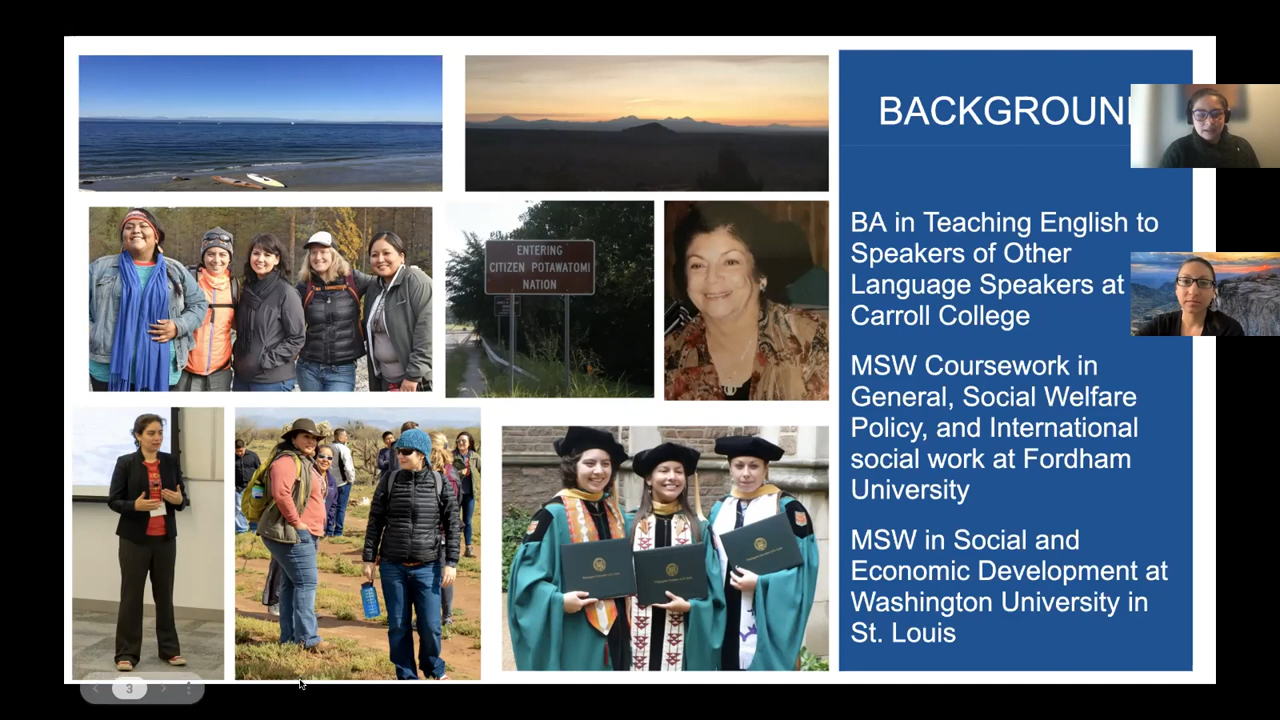 BACKGROUN
BA in Teaching English to
Speakers of Other
Language Speakers at
Carroll College
MSW Coursework in
General, Social Welfare
Policy, and International
social work at Fordham
University
MSW in Social and
Economic Development at
Washington University in
St. Louis
ENTERING
CITIZEN POTAWATOMI
NATION
3